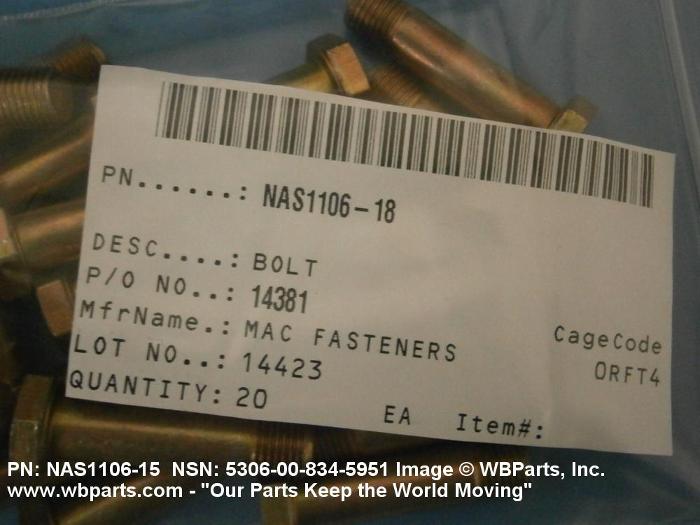 PN......: NAS1106-18
DESC....: BOLT
P/O NO..: 14381
MfrName.: MAC FASTENERS
CageCode
LOT NO..: 14423
0RFT4
QUANTITY: 20 EA Item#:
PN: NAS1106-15 NSN: 5306-00-834-5951 Image © WBParts, Inc.
www.wbparts.com - "Our Parts Keep the World Moving"